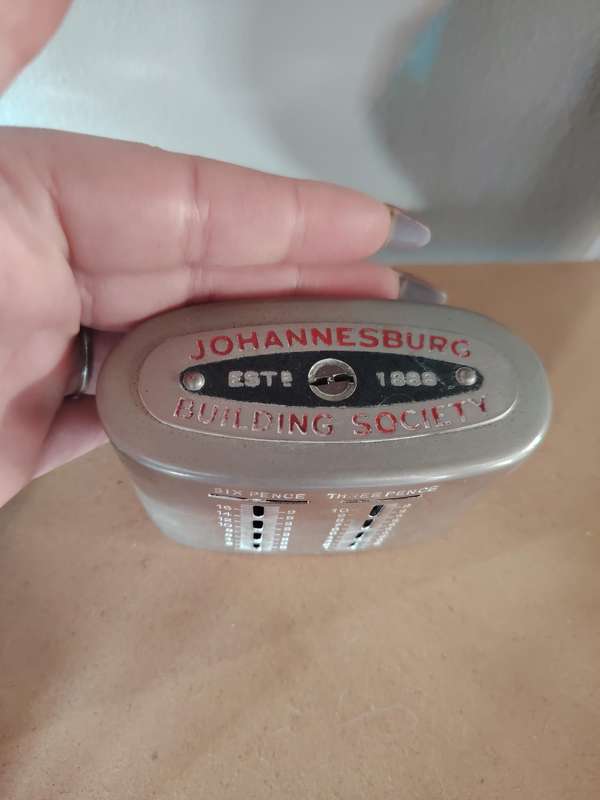 JOHANNESBURG
ESTD 1888
BUILDING SOCIETY
SIX PENCE THREE PENCE